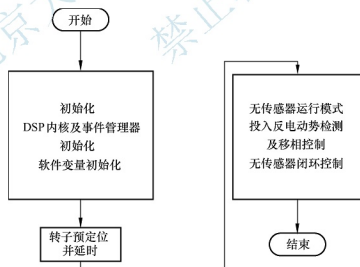 开始
初始化
DSP内核及事件管理器
初始化
软件变量初始化
转子预定位
并延时
无传感器运行模式
投入反电动势检测
及移相控制
无传感器闭环控制
结束